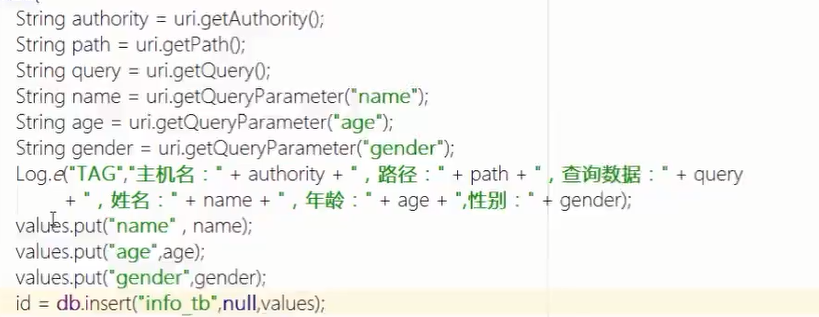 String authority = uri.getAuthority();
String path = uri.getPath();
String query = uri.getQuery();
String name = uri.getQueryParameter("name");
String age = uri.getQueryParameter("age");
String gender = uri.getQueryParameter("gender");
Log.e("TAG","主机名：" + authority + "，路径：" + path + "，查询数据：" + query
+ "，姓名：" + name + "，年龄：" + age + ",性别：" + gender);
values.put("name" , name);
values.put("age",age);
values.put("gender",gender);
id = db.insert("info_tb",null,values);